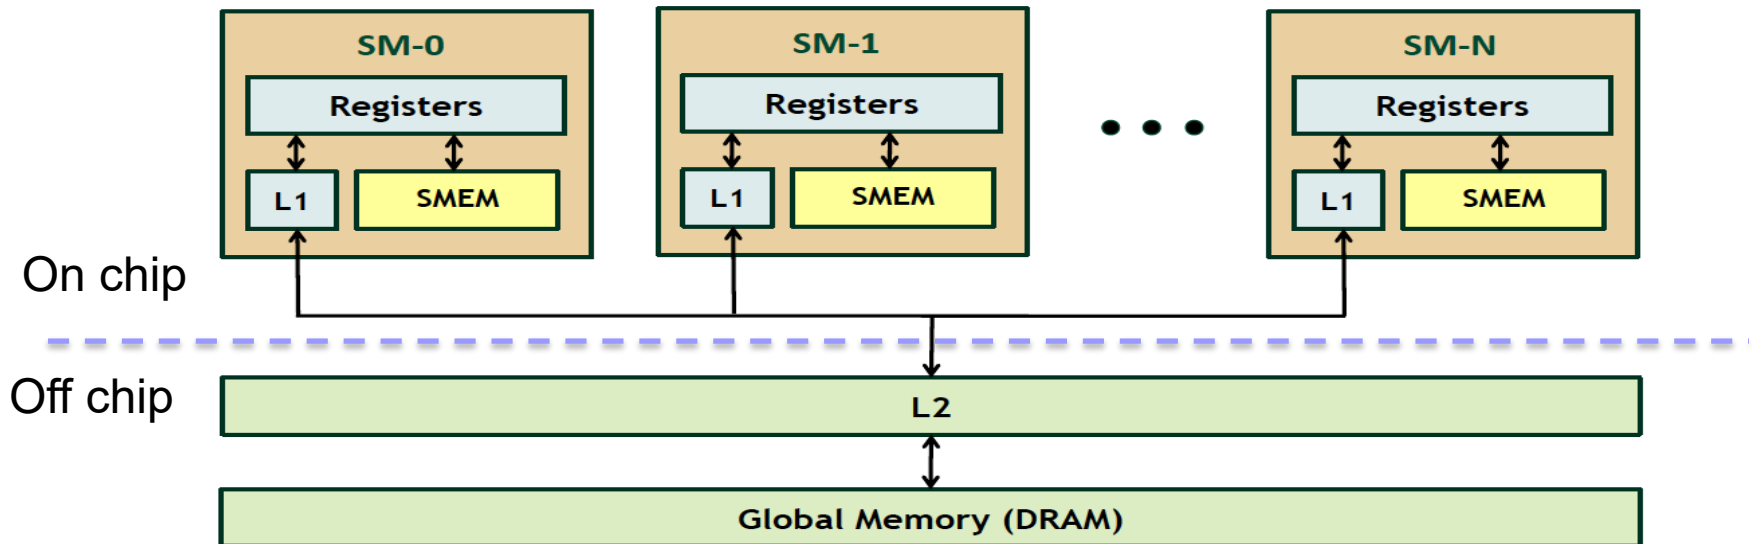 SM-0
SM-1
SM-N
Registers
Registers
Registers
L1
SMEM
L1
SMEM
L1
SMEM
On chip
Off chip
L2
Global Memory (DRAM)